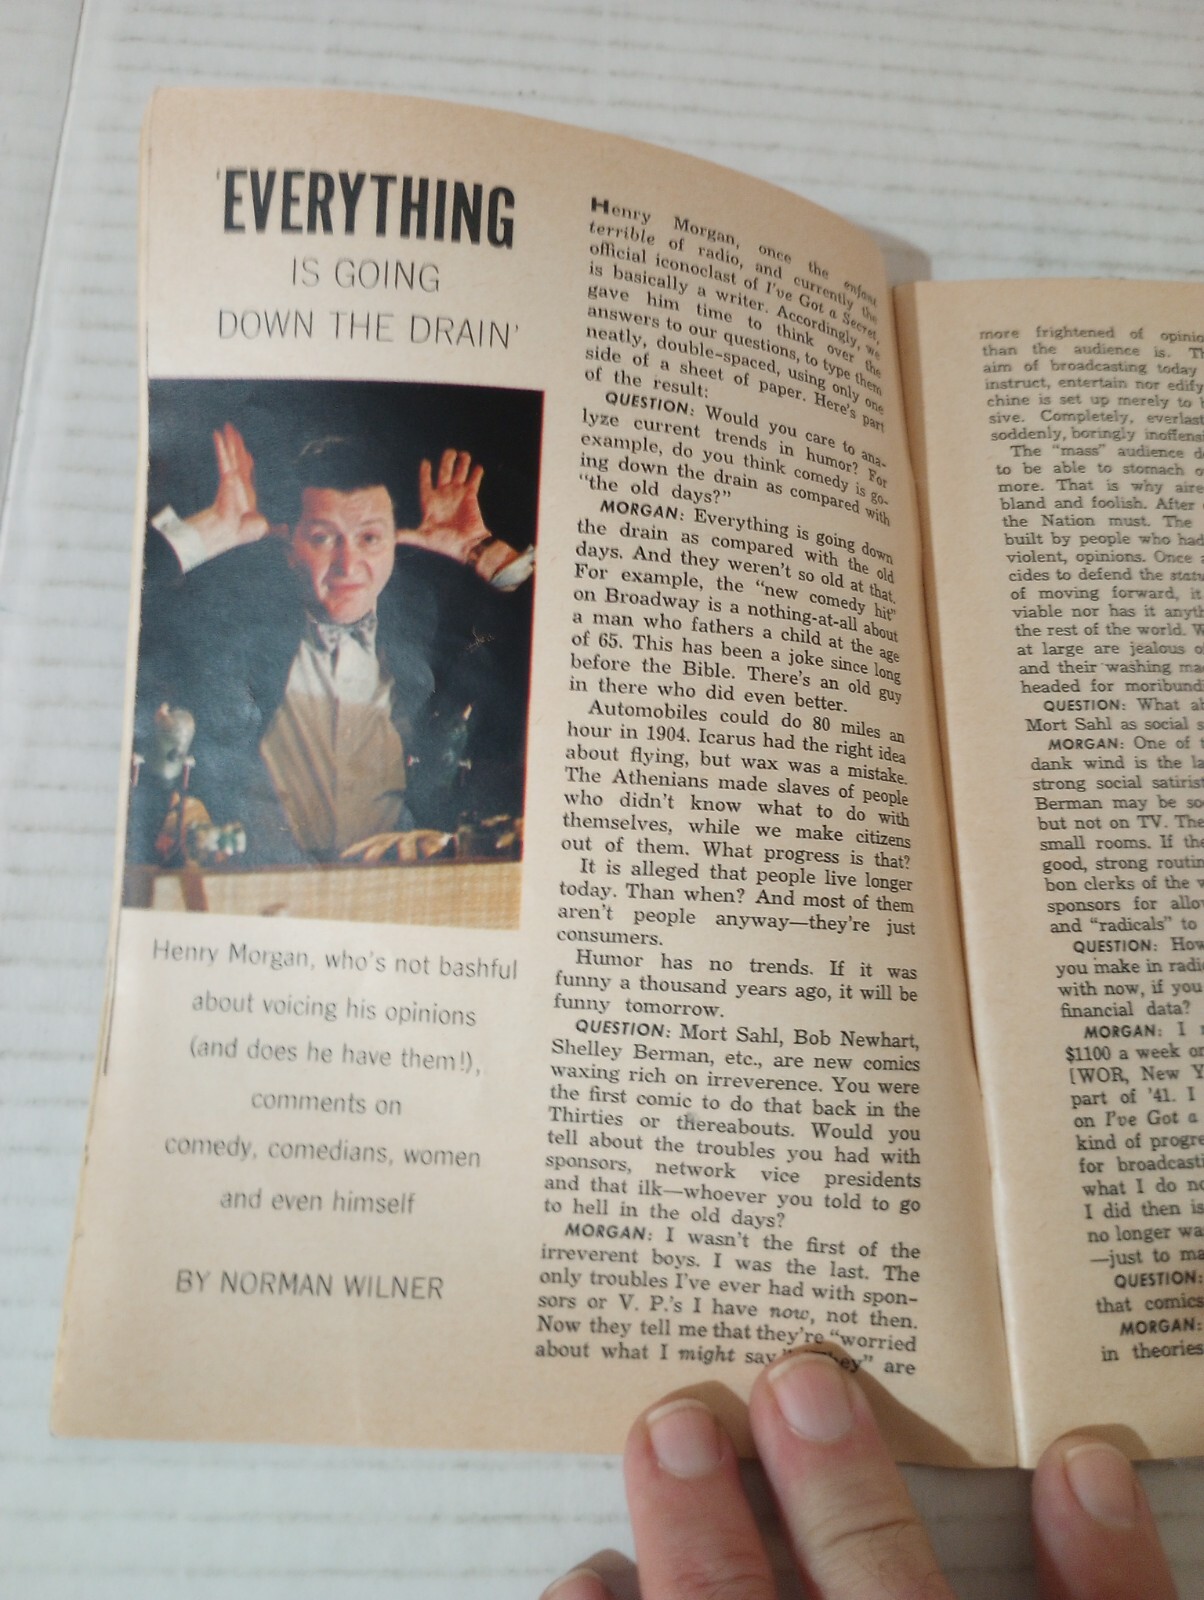 'EVERYTHING
IS GOING
DOWN THE DRAIN'
Henry Morgan, who's not bashful
about voicing his opinions
(and does he have them!),
comments on
comedy, comedians, women
and even himself
BY NORMAN WILNER
Henry Morgan, once the enfant
terrible of radio, and currently the
official iconoclast of I've Got a Secret,
is basically a writer. Accordingly, we
gave him time to think over the
answers to our questions, to type them
neatly, double-spaced, using only one
side of a sheet of paper. Here's part
of the result:
QUESTION: Would you care to ana-
lyze current trends in humor? For
example, do you think comedy is go-
ing down the drain as compared with
"the old days?"
MORGAN: Everything is going down
the drain as compared with the old
days. And they weren't so old at that.
For example, the "new comedy hit"
on Broadway is a nothing-at-all about
a man who fathers a child at the age
of 65. This has been a joke since long
before the Bible. There's an old guy
in there who did even better.
Automobiles could do 80 miles an
hour in 1904. Icarus had the right idea
about flying, but wax was a mistake.
The Athenians made slaves of people
who didn't know what to do with
themselves, while we make citizens
out of them. What progress is that?
It is alleged that people live longer
today. Than when? And most of them
aren't people anyway—they're just
consumers.
Humor has no trends. If it was
funny a thousand years ago, it will be
funny tomorrow.
QUESTION: Mort Sahl, Bob Newhart,
Shelley Berman, etc., are new comics
waxing rich on irreverence. You were
the first comic to do that back in the
Thirties or thereabouts. Would you
tell about the troubles you had with
sponsors, network vice presidents
and that ilk—whoever you told to go
to hell in the old days?
MORGAN: I wasn't the first of the
irreverent boys. I was the last. The
only troubles I've ever had with spon-
sors or V. P.'s I have now, not then.
Now they tell me that they're "worried
about what I might say." are
more frightened of
than the audience is.
aim of broadcasting today
instruct, entertain nor edify
chine is set up merely to
sive. Completely,
suddenly, boringly
The "mass" audience
to be able to stomach
more. That is why
bland and foolish. After
the Nation must. The
built by people who had
violent, opinions. Once
cides to defend the
of moving forward, it
viable nor has it
the rest of the world.
at large are jealous
and their washing
headed for
QUESTION: What
Mort Sahl as social
MORGAN: One of
dank wind is the
strong social
Berman may be
but not on TV.
small rooms. If
good, strong
bon clerks of the
sponsors for
and "radicals" to
QUESTION: How
you make in
with now, if you
financial data?
MORGAN: I
$1100 a week
[WOR, New
part of '41. I
on I've Got a
kind of
for
what I do
I did then is
no longer
—just to
QUESTION:
that comics
MORGAN:
in theories